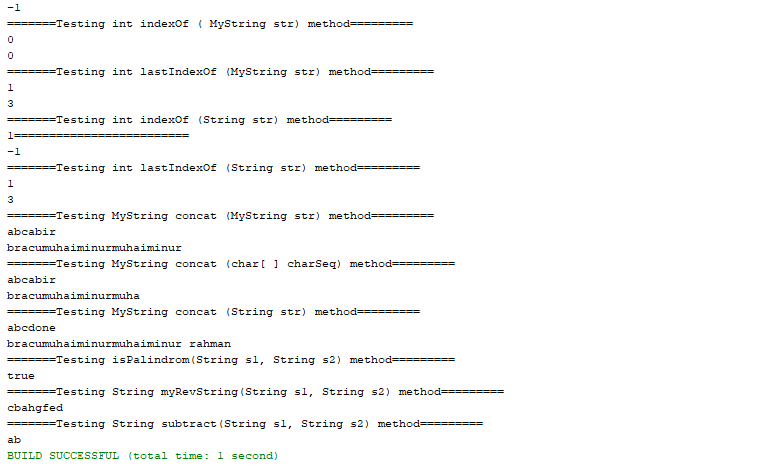 -1
=======Testing int indexOf ( MyString str) method=========
0
0
=======Testing int lastIndexOf (MyString str) method=========
1
3
=======Testing int indexOf (String str) method=========
1=========================
-1
=======Testing int lastIndexOf (String str) method=========
1
3
=======Testing MyString concat (MyString str) method=========
abcabir
bracumuhaiminurmuhaiminur
=======Testing MyString concat (char[ ] charSeq) method=========
abcabir
bracumuhaiminurmuha
=======Testing MyString concat (String str) method=========
abcdone
bracumuhaiminurmuhaiminur rahman
=======Testing isPalindrom(String s1, String s2) method=========
true
=======Testing String myRevString(String s1, String s2) method=========
cbahgfed
=======Testing String subtract(String s1, String s2) method=========
ab
BUILD SUCCESSFUL (total time: 1 second)